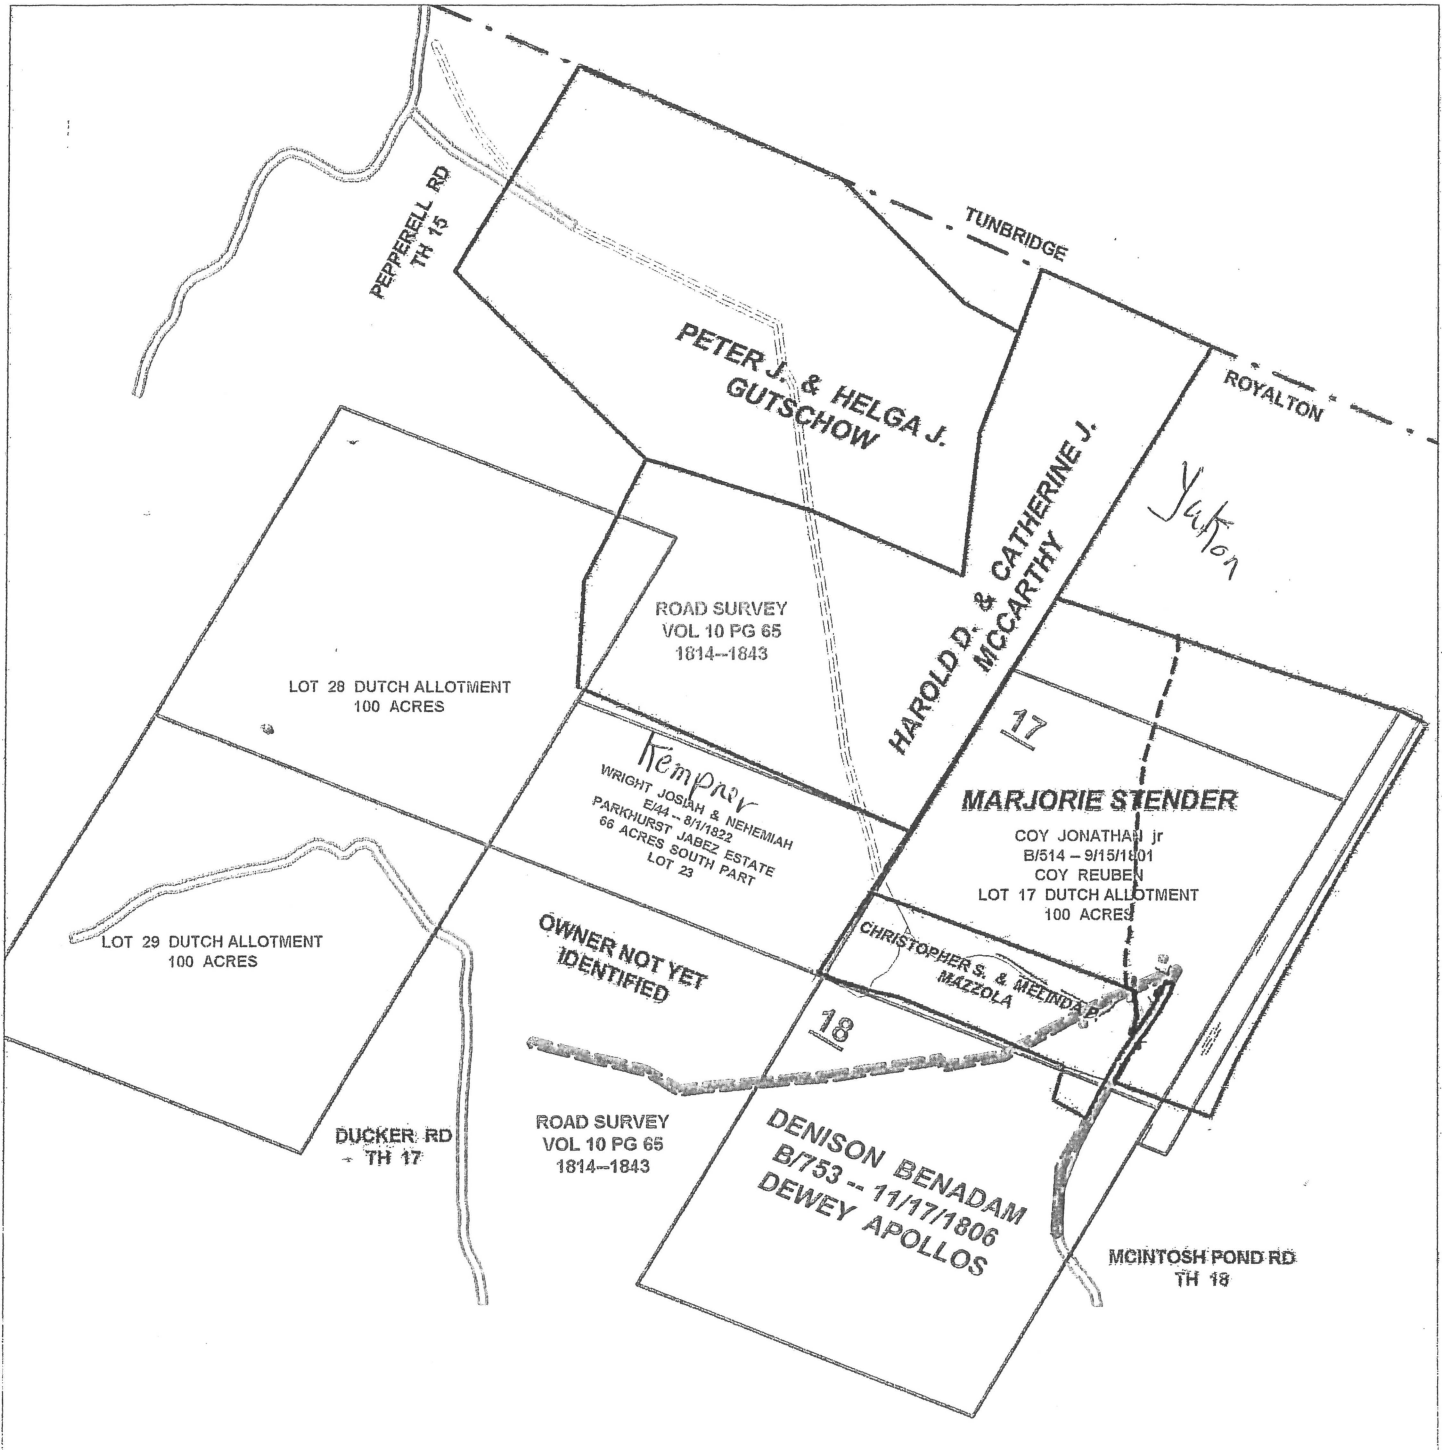 TUNBRIDGE
PEPPERELL RD
TH 15
PETER J. & HELGA J.
GUTSCHOW
ROYALTON
HAROLD D. & CATHERINE J.
MCCARTHY
ROAD SURVEY
VOL 10 PG 65
1814--1843
LOT 28 DUTCH ALLOTMENT
100 ACRES
17
Kempner
WRIGHT JOSIAH & NEHEMIAH
E/44 -- 8/1/1822
PARKHURST JABEZ ESTATE
66 ACRES SOUTH PART
LOT 23
MARJORIE STENDER
COY JONATHAN jr
B/514 -- 9/15/1801
COY REUBEN
LOT 17 DUTCH ALLOTMENT
100 ACRES
LOT 29 DUTCH ALLOTMENT
100 ACRES
OWNER NOT YET
IDENTIFIED
CHRISTOPHER S. & MELINDA P.
MAZZOLA
18
DUCKER RD
TH 17
ROAD SURVEY
VOL 10 PG 65
1814--1843
DENISON BENADAM
B/753 -- 11/17/1806
DEWEY APOLLOS
MCINTOSH POND RD
TH 18